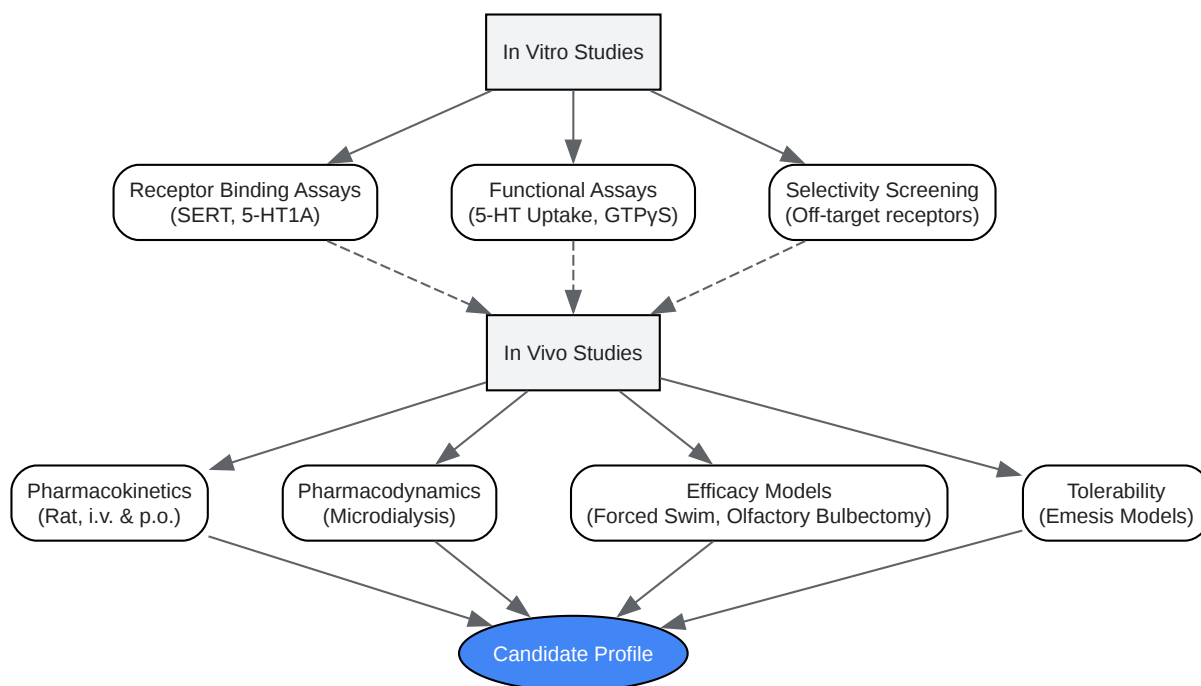 In Vitro Studies
Receptor Binding Assays
(SERT, 5-HT1A)
Functional Assays
(5-HT Uptake, GTPγS)
Selectivity Screening
(Off-target receptors)
In Vivo Studies
Pharmacokinetics
(Rat, i.v. & p.o.)
Pharmacodynamics
(Microdialysis)
Efficacy Models
(Forced Swim, Olfactory Bulbectomy)
Tolerability
(Emesis Models)
Candidate Profile